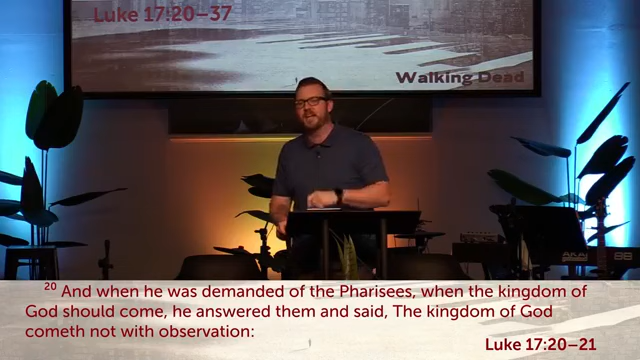 Luke 17:20–37
Walking Dead
AKAI
20 And when he was demanded of the Pharisees, when the kingdom of
God should come, he answered them and said, The kingdom of God
cometh not with observation:
Luke 17:20–21